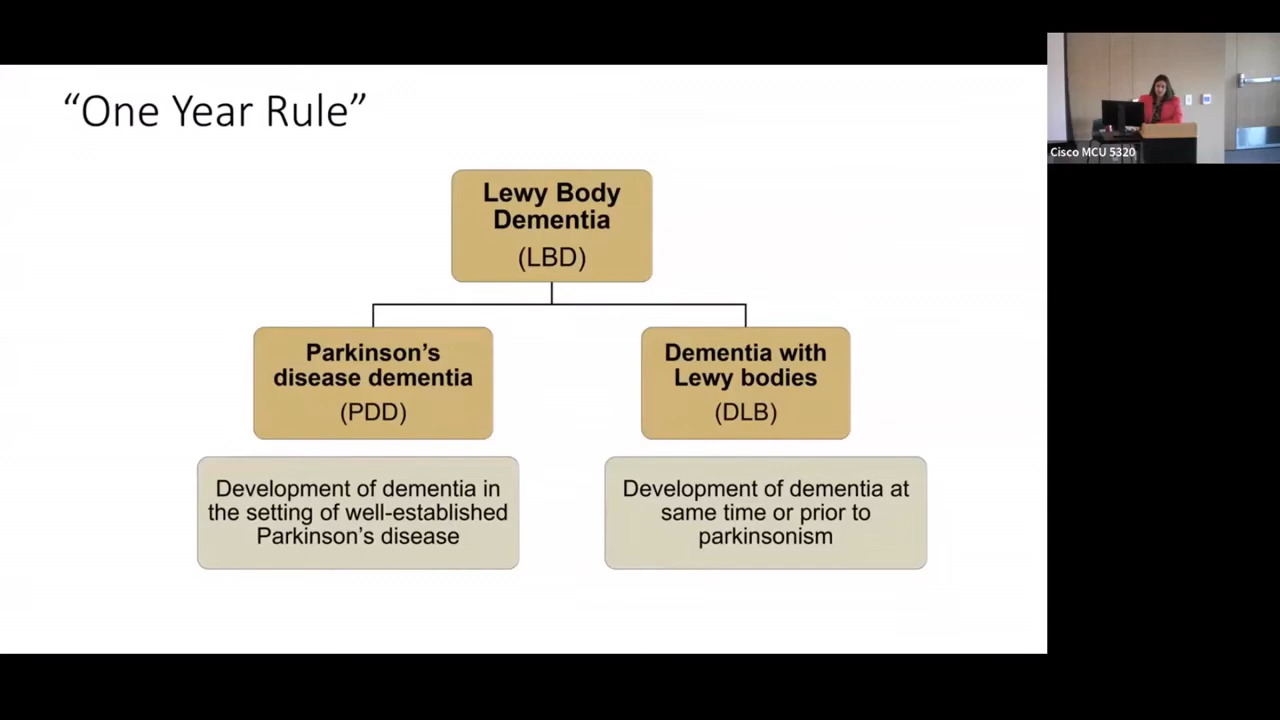 “One Year Rule”
Lewy Body
Dementia
(LBD)
Parkinson’s
disease dementia
(PDD)
Dementia with
Lewy bodies
(DLB)
Development of dementia in
the setting of well-established
Parkinson’s disease
Development of dementia at
same time or prior to
parkinsonism
Cisco MCU 5320